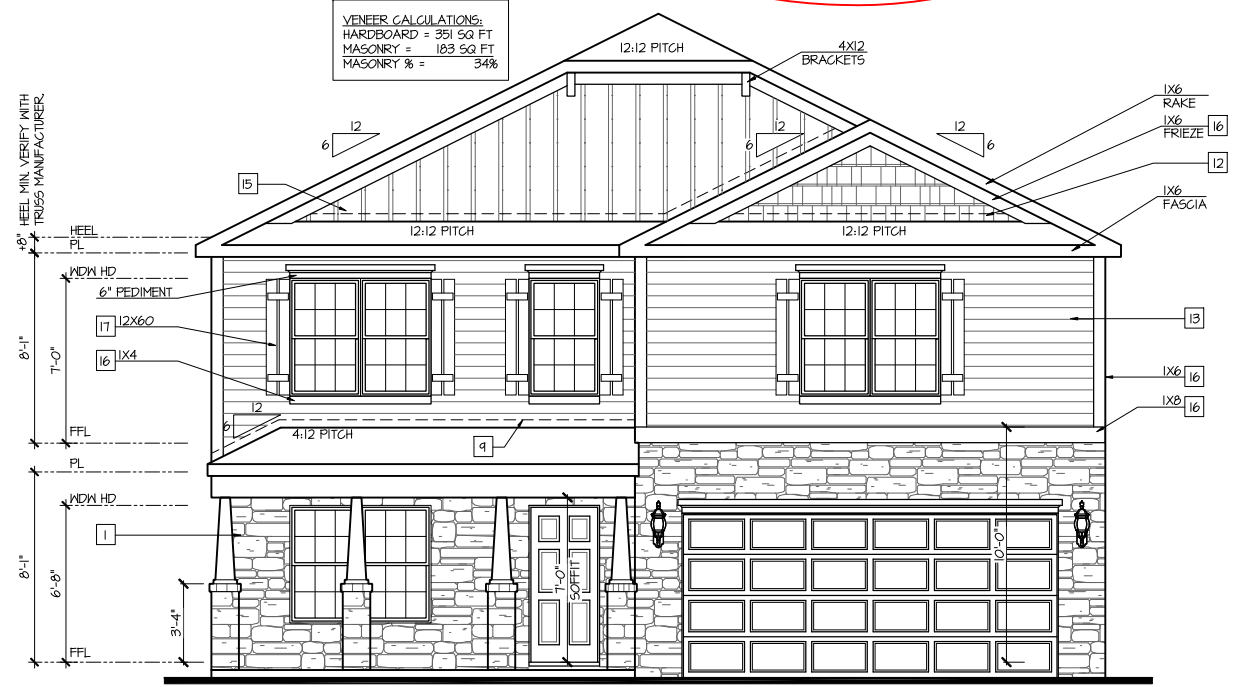 VENEER CALCULATIONS:
HARDBOARD = 351 SQ FT
MASONRY = 183 SQ FT
MASONRY % = 34%
12:12 PITCH
4X12
BRACKETS
+8" HEEL MIN. VERIFY WITH
TRUSS MANUFACTURER.
12
6
12
6
12
6
1X6
RAKE
1X6
FRIEZE 16
12
1X6
FASCIA
15
HEEL
PL
12:12 PITCH
12:12 PITCH
WDW HD
6" PEDIMENT
17 12X60
16 1X4
13
1X6 16
1X8 16
8'-1"
7'-0"
12
6
4:12 PITCH
9
FFL
PL
WDW HD
1
8'-1"
6'-8"
3'-4"
7'-0"
SOFFIT
10'-0"
FFL